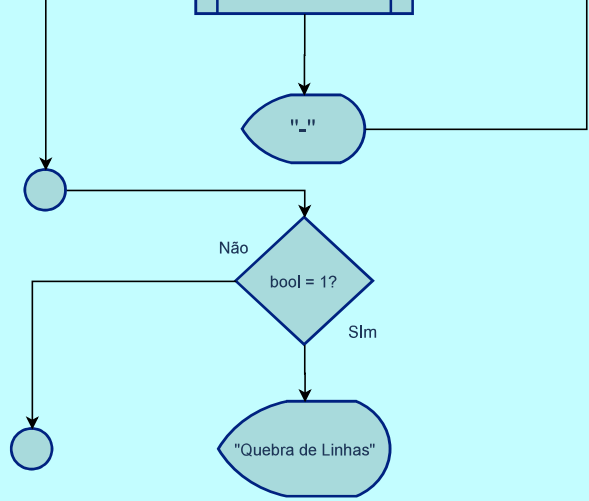 "-"
Não
bool = 1?
SIm
"Quebra de Linhas"